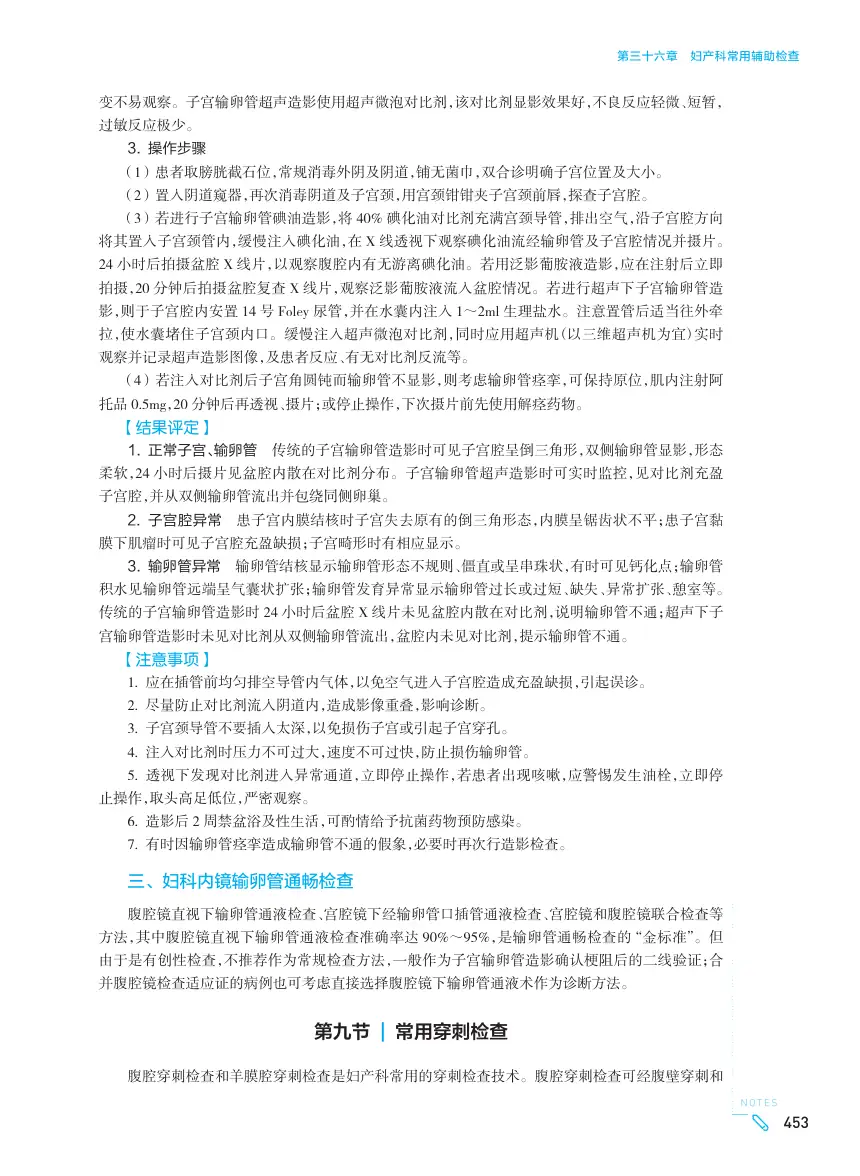 第三十六章 妇产科常用辅助检查
变不易观察。子宫输卵管超声造影使用超声微泡对比剂,该对比剂显影效果好,不良反应轻微、短暂,
过敏反应极少。
3. 操作步骤
（1）患者取膀胱截石位,常规消毒外阴及阴道,铺无菌巾,双合诊明确子宫位置及大小。
（2）置入阴道窥器,再次消毒阴道及子宫颈,用宫颈钳钳夹子宫颈前唇,探查子宫腔。
（3）若进行子宫输卵管碘油造影,将 40% 碘化油对比剂充满宫颈导管,排出空气,沿子宫腔方向
将其置入子宫颈管内,缓慢注入碘化油,在 X 线透视下观察碘化油流经输卵管及子宫腔情况并摄片。
24 小时后拍摄盆腔 X 线片,以观察腹腔内有无游离碘化油。若用泛影葡胺液造影,应在注射后立即
拍摄,20 分钟后拍摄盆腔复查 X 线片,观察泛影葡胺液流入盆腔情况。若进行超声下子宫输卵管造
影,则于子宫腔内安置 14 号 Foley 尿管,并在水囊内注入 1～2ml 生理盐水。注意置管后适当往外牵
拉,使水囊堵住子宫颈内口。缓慢注入超声微泡对比剂,同时应用超声机（以三维超声机为宜）实时
观察并记录超声造影图像,及患者反应、有无对比剂反流等。
（4）若注入对比剂后子宫角圆钝而输卵管不显影,则考虑输卵管痉挛,可保持原位,肌内注射阿
托品 0.5mg,20 分钟后再透视、摄片;或停止操作,下次摄片前先使用解痉药物。
【结果评定】
1. 正常子宫、输卵管 传统的子宫输卵管造影时可见子宫腔呈倒三角形,双侧输卵管显影,形态
柔软,24 小时后摄片见盆腔内散在对比剂分布。子宫输卵管超声造影时可实时监控,见对比剂充盈
子宫腔,并从双侧输卵管流出并包绕同侧卵巢。
2. 子宫腔异常 患子宫内膜结核时子宫失去原有的倒三角形态,内膜呈锯齿状不平;患子宫黏
膜下肌瘤时可见子宫腔充盈缺损;子宫畸形时有相应显示。
3. 输卵管异常 输卵管结核显示输卵管形态不规则、僵直或呈串珠状,有时可见钙化点;输卵管
积水见输卵管远端呈气囊状扩张;输卵管发育异常显示输卵管过长或过短、缺失、异常扩张、憩室等。
传统的子宫输卵管造影时 24 小时后盆腔 X 线片未见盆腔内散在对比剂,说明输卵管不通;超声下子
宫输卵管造影时未见对比剂从双侧输卵管流出,盆腔内未见对比剂,提示输卵管不通。
【注意事项】
1. 应在插管前均匀排空导管内气体,以免空气进入子宫腔造成充盈缺损,引起误诊。
2. 尽量防止对比剂流入阴道内,造成影像重叠,影响诊断。
3. 子宫颈导管不要插入太深,以免损伤子宫或引起子宫穿孔。
4. 注入对比剂时压力不可过大,速度不可过快,防止损伤输卵管。
5. 透视下发现对比剂进入异常通道,立即停止操作,若患者出现咳嗽,应警惕发生油栓,立即停
止操作,取头高足低位,严密观察。
6. 造影后 2 周禁盆浴及性生活,可酌情给予抗菌药物预防感染。
7. 有时因输卵管痉挛造成输卵管不通的假象,必要时再次行造影检查。
三、妇科内镜输卵管通畅检查
腹腔镜直视下输卵管通液检查、宫腔镜下经输卵管口插管通液检查、宫腔镜和腹腔镜联合检查等
方法,其中腹腔镜直视下输卵管通液检查准确率达 90%～95%,是输卵管通畅检查的“金标准”。但
由于是有创性检查,不推荐作为常规检查方法,一般作为子宫输卵管造影确认梗阻后的二线验证;合
并腹腔镜检查适应证的病例也可考虑直接选择腹腔镜下输卵管通液术作为诊断方法。
第九节 | 常用穿刺检查
腹腔穿刺检查和羊膜腔穿刺检查是妇产科常用的穿刺检查技术。腹腔穿刺检查可经腹壁穿刺和
NOTES
453